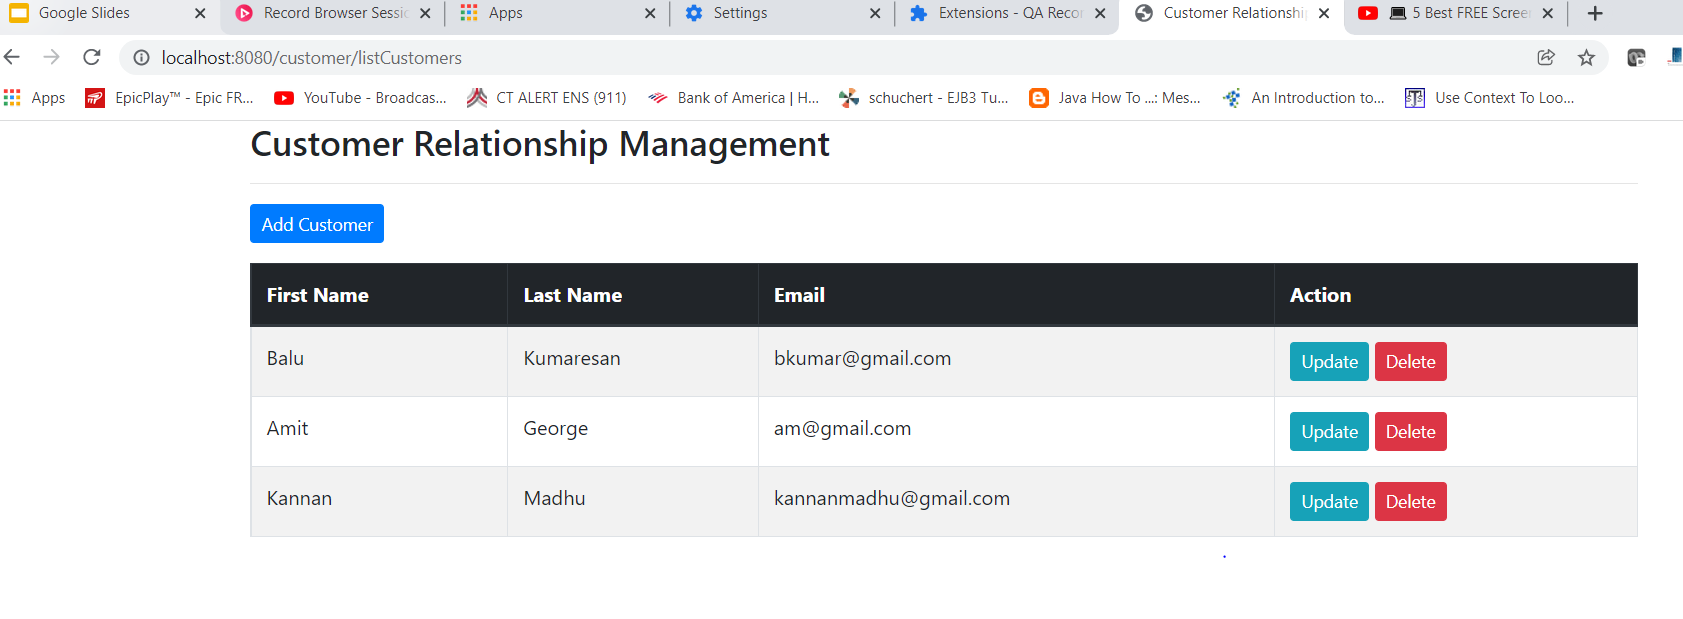 Google Slides Record Browser Sessic Apps Settings Extensions - QA Recor Customer Relationshi 5 Best FREE Scree
localhost:8080/customer/listCustomers
Apps EpicPlay™ - Epic FR... YouTube - Broadcas... CT ALERT ENS (911) Bank of America | H... schuchert - EJB3 Tu... Java How To ...: Mes... An Introduction to... Use Context To Loo...
Customer Relationship Management
Add Customer
First Name Last Name Email Action
Balu Kumaresan bkumar@gmail.com Update Delete
Amit George am@gmail.com Update Delete
Kannan Madhu kannanmadhu@gmail.com Update Delete